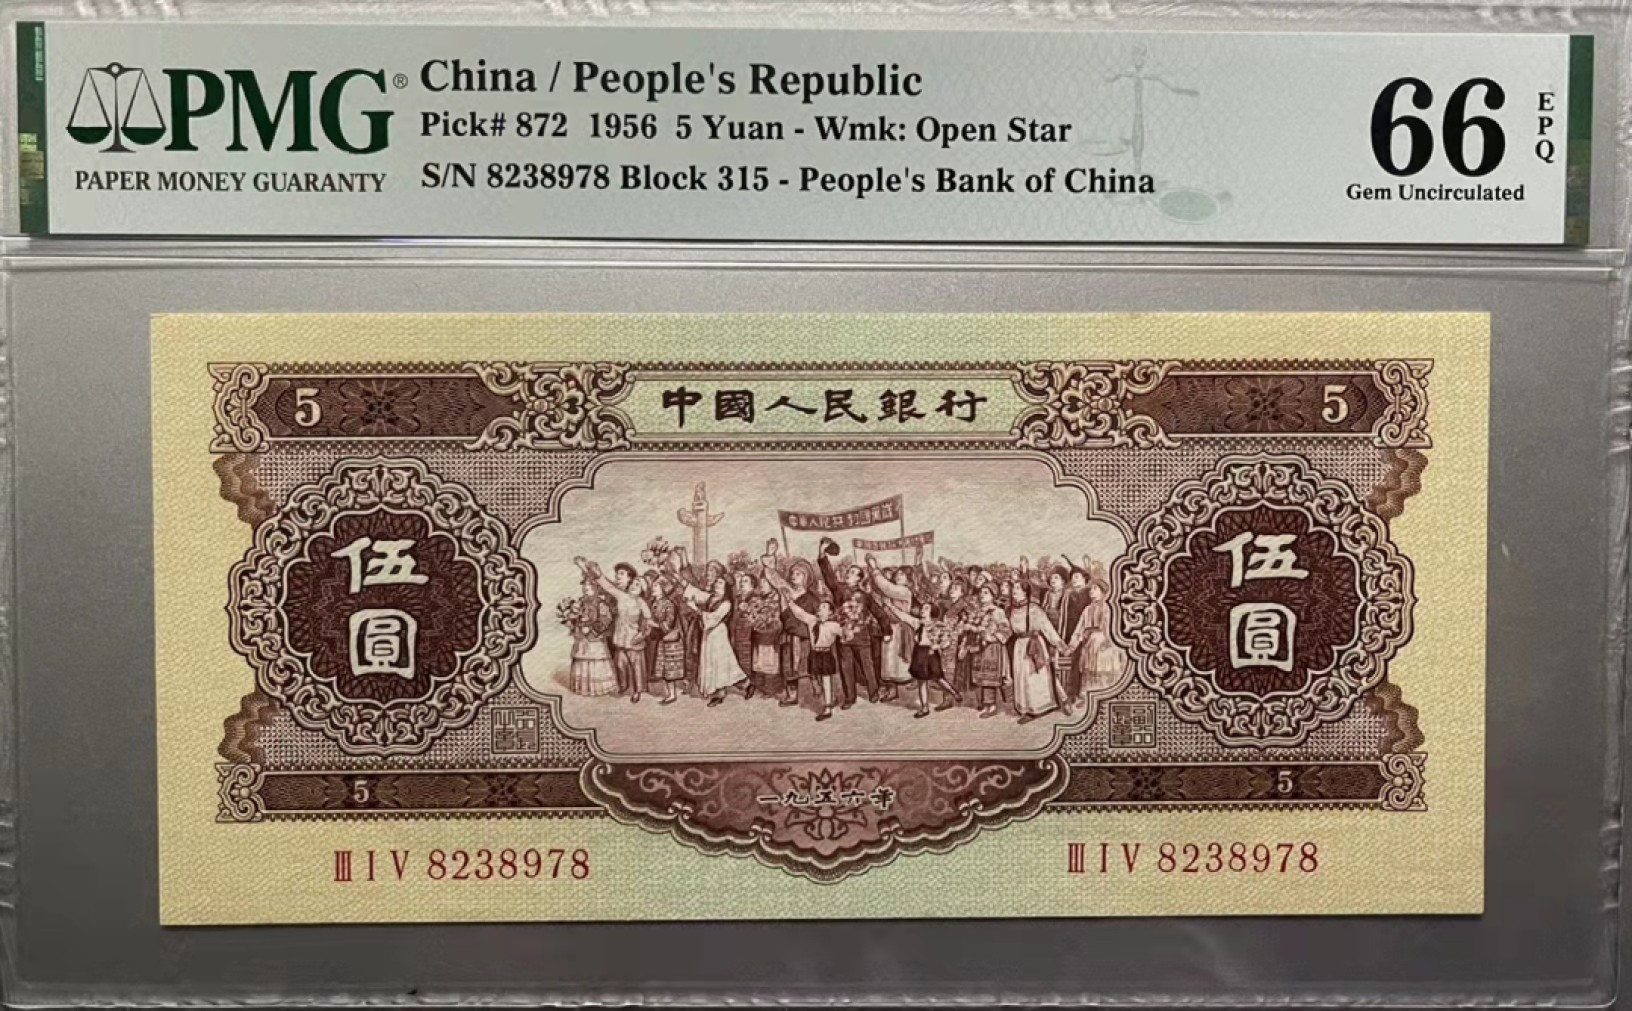 PMG®
PAPER MONEY GUARANTY
China / People's Republic
Pick# 872 1956 5 Yuan - Wmk: Open Star
S/N 8238978 Block 315 - People's Bank of China
66
EPQ
Gem Uncirculated
5
中國人民銀行
5
伍圓
伍圓
5
一九五六年
5
III I V 8238978
III I V 8238978